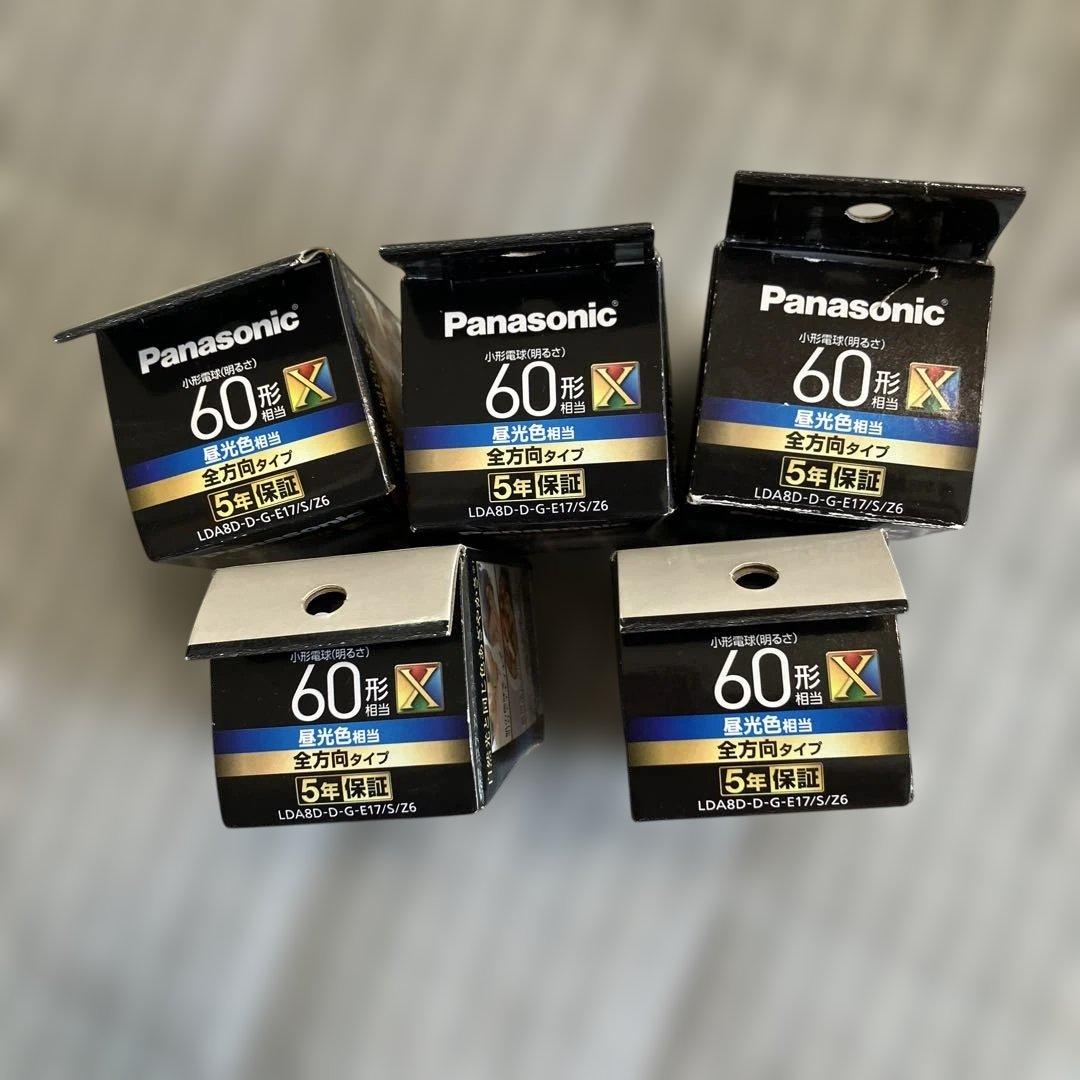 Panasonic®
小形電球(明るさ)
60形相当 X
昼光色相当
全方向タイプ
5年保証
LDA8D-D-G-E17/S/Z6
Panasonic®
小形電球(明るさ)
60形相当 X
昼光色相当
全方向タイプ
5年保証
LDA8D-D-G-E17/S/Z6
Panasonic®
小形電球(明るさ)
60形相当 X
昼光色相当
全方向タイプ
5年保証
LDA8D-D-G-E17/S/Z6
小形電球(明るさ)
60形相当 X
昼光色相当
全方向タイプ
5年保証
LDA8D-D-G-E17/S/Z6
小形電球(明るさ)
60形相当 X
昼光色相当
全方向タイプ
5年保証
LDA8D-D-G-E17/S/Z6